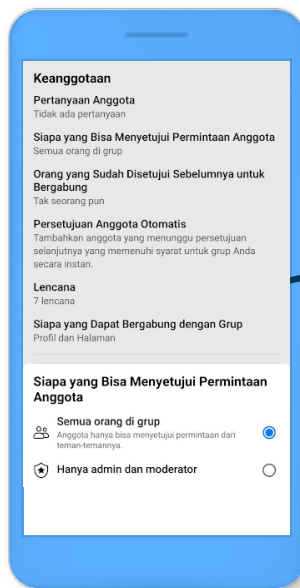 Keanggotaan
Pertanyaan Anggota
Tidak ada pertanyaan
Siapa yang Bisa Menyetujui Permintaan Anggota
Semua orang di grup
Orang yang Sudah Disetujui Sebelumnya untuk
Bergabung
Tak seorang pun
Persetujuan Anggota Otomatis
Tambahkan anggota yang menunggu persetujuan
selanjutnya yang memenuhi syarat untuk grup Anda
secara instan.
Lencana
7 lencana
Siapa yang Dapat Bergabung dengan Grup
Profil dan Halaman
Siapa yang Bisa Menyetujui Permintaan
Anggota
Semua orang di grup
Anggota hanya bisa menyetujui permintaan dari
teman-temannya.
Hanya admin dan moderator